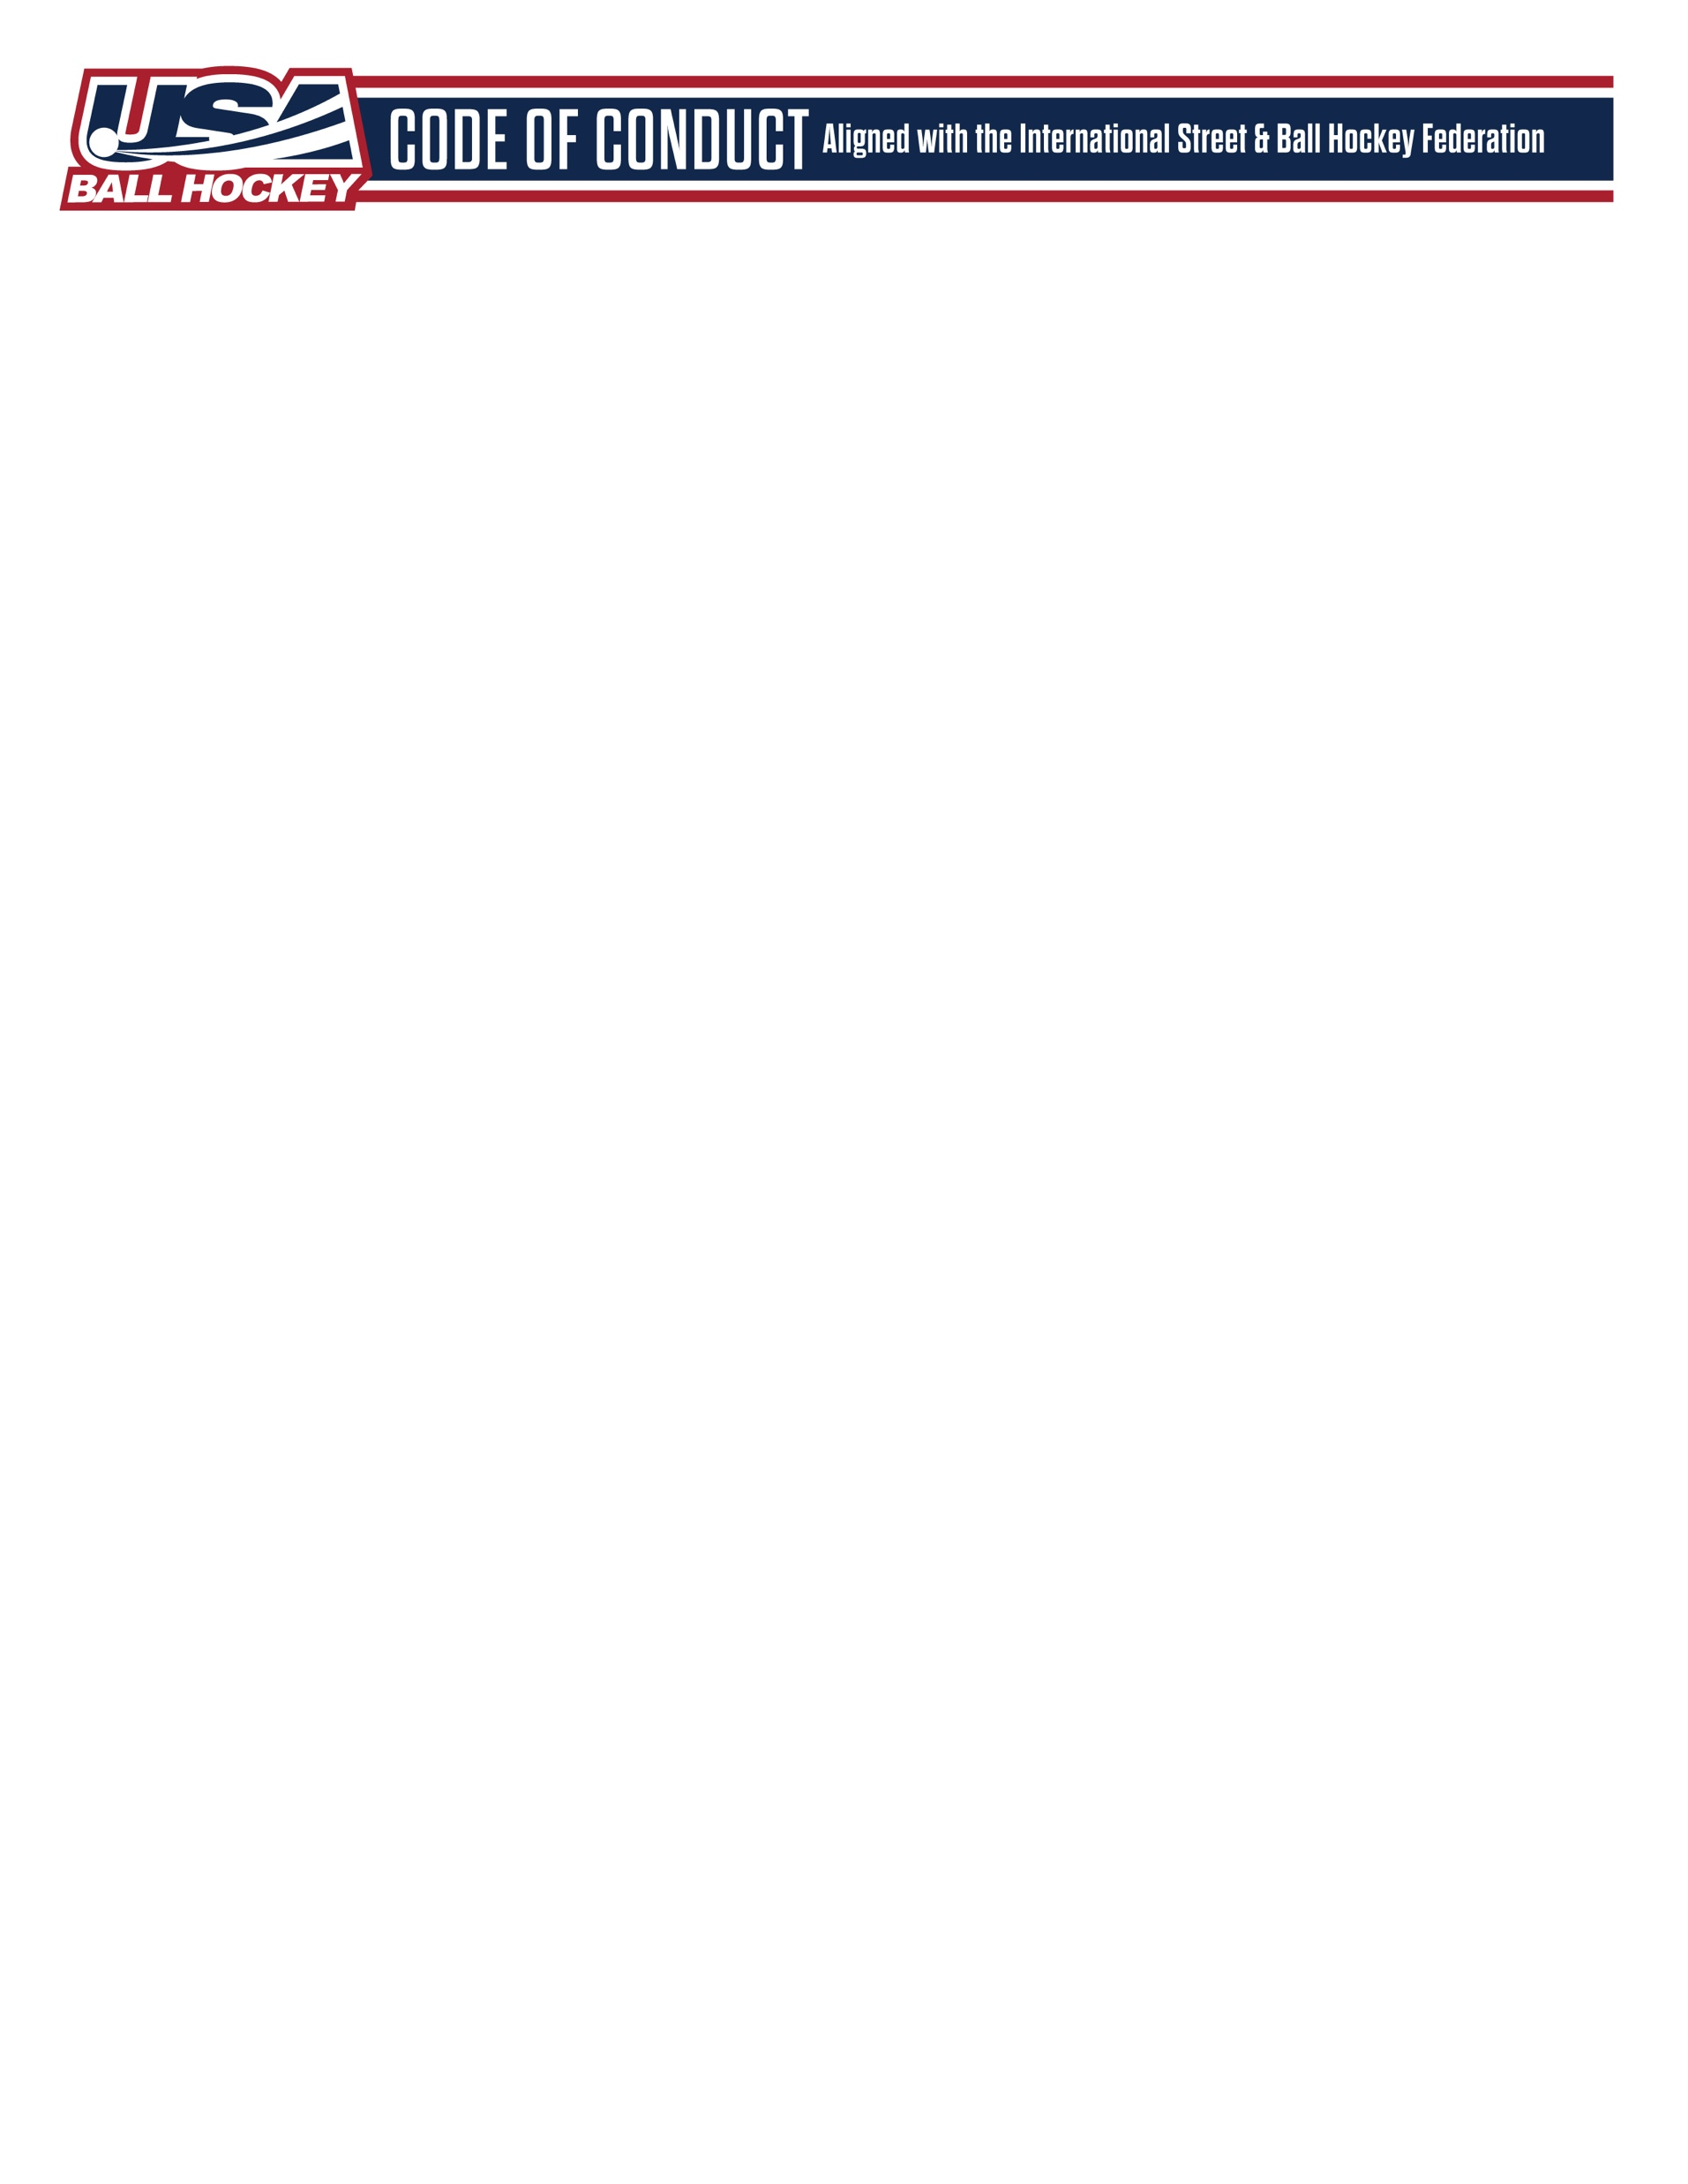 USA
BALL HOCKEY
CODE OF CONDUCT Aligned with the International Street & Ball Hockey Federation